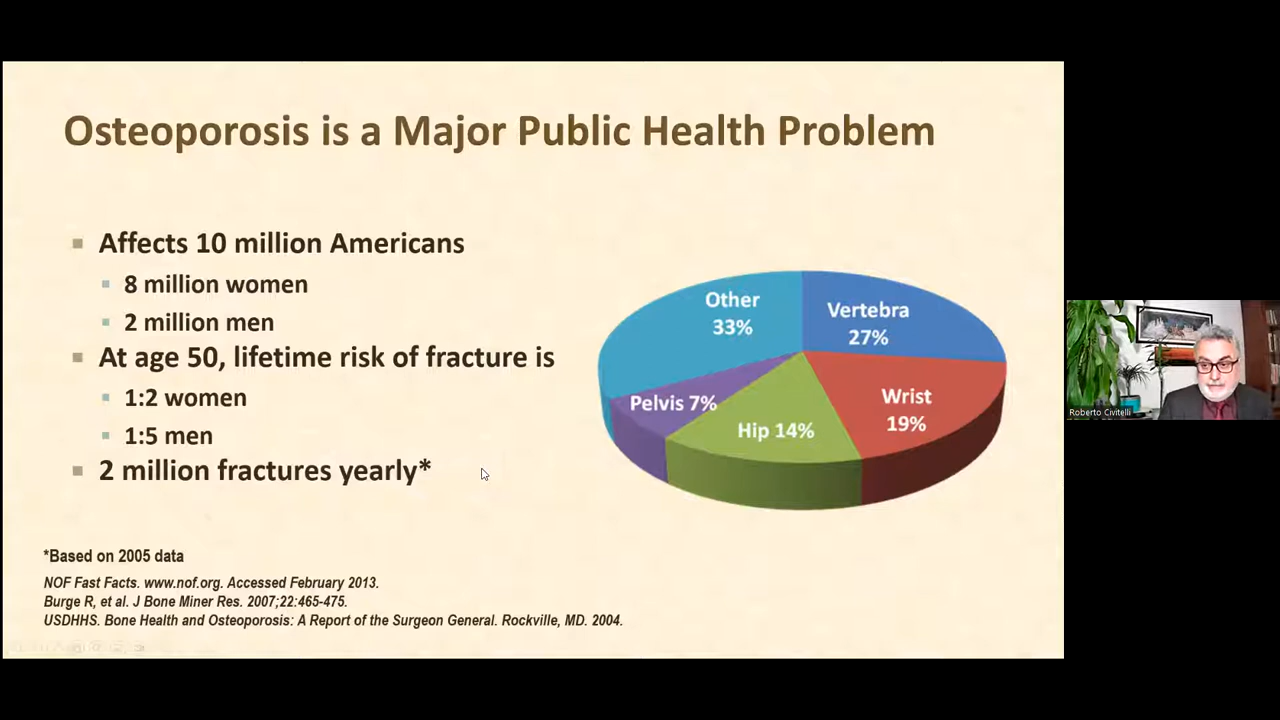 Osteoporosis is a Major Public Health Problem
Affects 10 million Americans
8 million women
2 million men
At age 50, lifetime risk of fracture is
1:2 women
1:5 men
2 million fractures yearly*
Other
33%
Vertebra
27%
Wrist
19%
Hip 14%
Pelvis 7%
*Based on 2005 data
NOF Fast Facts. www.nof.org. Accessed February 2013.
Burge R, et al. J Bone Miner Res. 2007;22:465-475.
USDHHS. Bone Health and Osteoporosis: A Report of the Surgeon General. Rockville, MD. 2004.
Roberto Civitelli